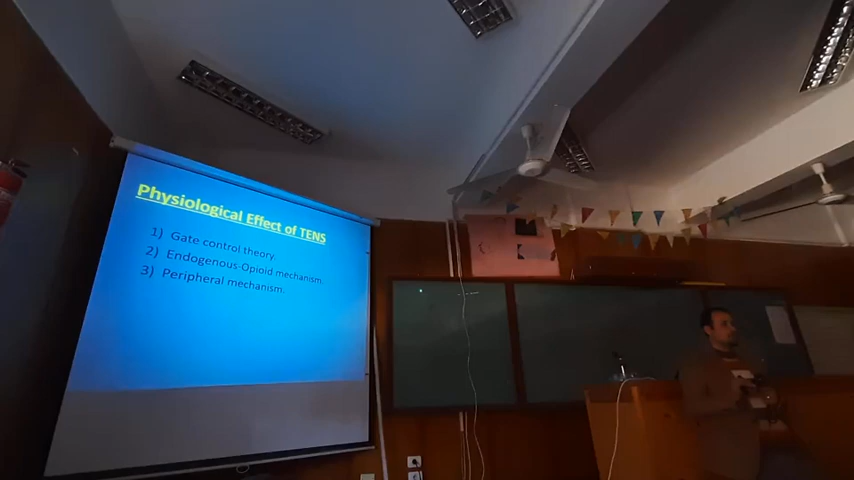 Physiological Effect of TENS
1) Gate control theory.
2) Endogenous-Opioid mechanism.
3) Peripheral mechanism.